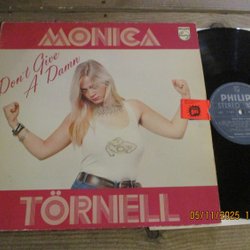 MONICA
Don't Give
A Damn
PHILIPS
TÖRNELL
05/11/2025